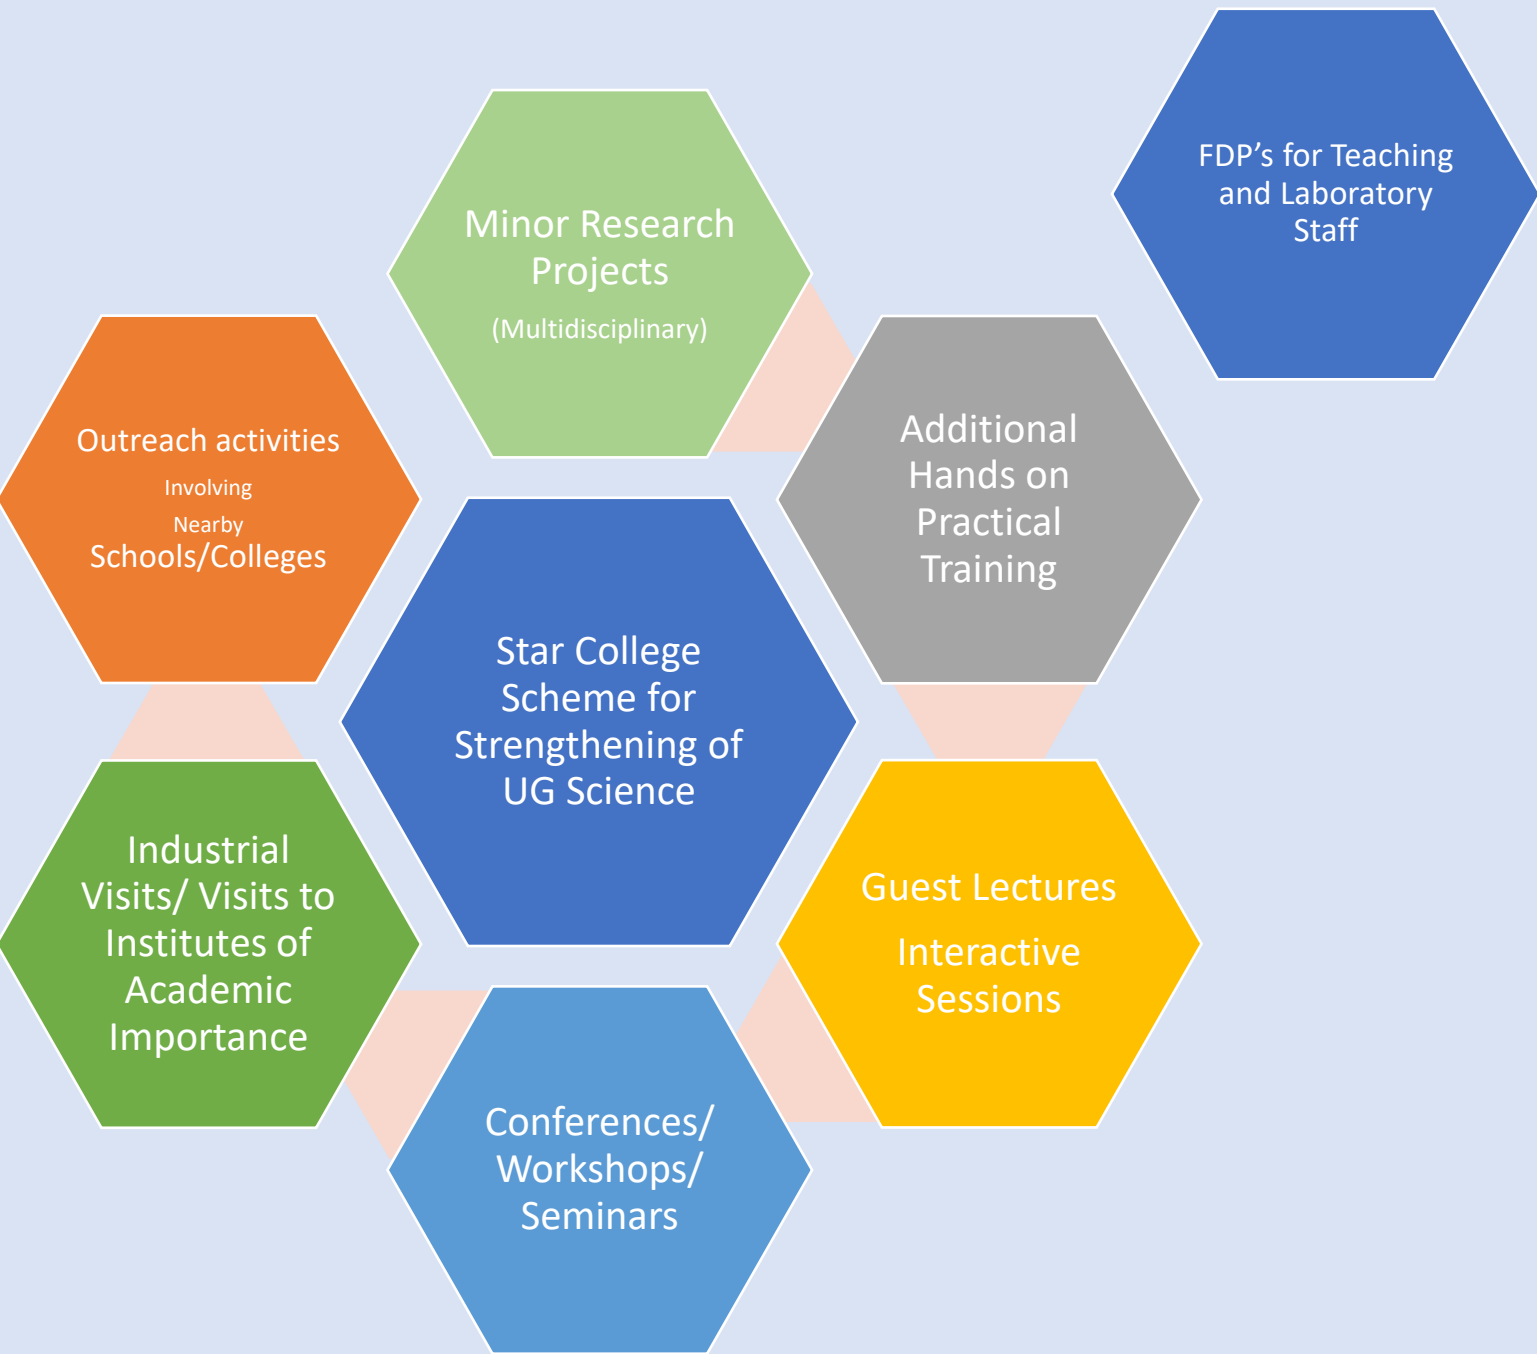 FDP's for Teaching
and Laboratory
Staff
Minor Research
Projects
(Multidisciplinary)
Outreach activities
Involving
Nearby
Schools/Colleges
Additional
Hands on
Practical
Training
Star College
Scheme for
Strengthening of
UG Science
Industrial
Visits/ Visits to
Institutes of
Academic
Importance
Guest Lectures
Interactive
Sessions
Conferences/
Workshops/
Seminars